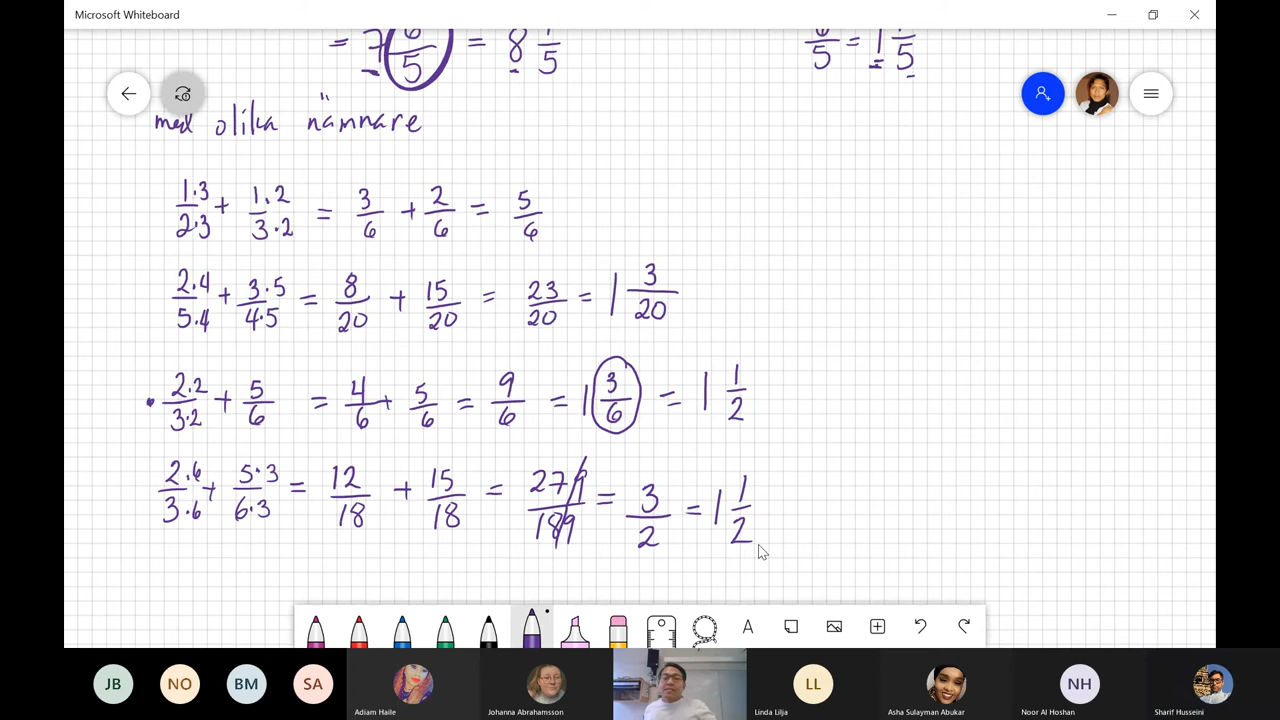 Microsoft Whiteboard
= 7 6/5 = 8 1/5
6/5 = 1 1/5
med olika nämnare
1·3/2·3 + 1·2/3·2 = 3/6 + 2/6 = 5/6
2·4/5·4 + 3·5/4·5 = 8/20 + 15/20 = 23/20 = 1 3/20
· 2·2/3·2 + 5/6 = 4/6 + 5/6 = 9/6 = 1 3/6 = 1 1/2
2·6/3·6 + 5·3/6·3 = 12/18 + 15/18 = 27/9/18/9 = 3/2 = 1 1/2
A
JB NO BM SA LL NH
Adiam Haile Johanna Abrahamsson Linda Lilja Asha Sulayman Abukar Noor Al Hoshan Sharif Husseini